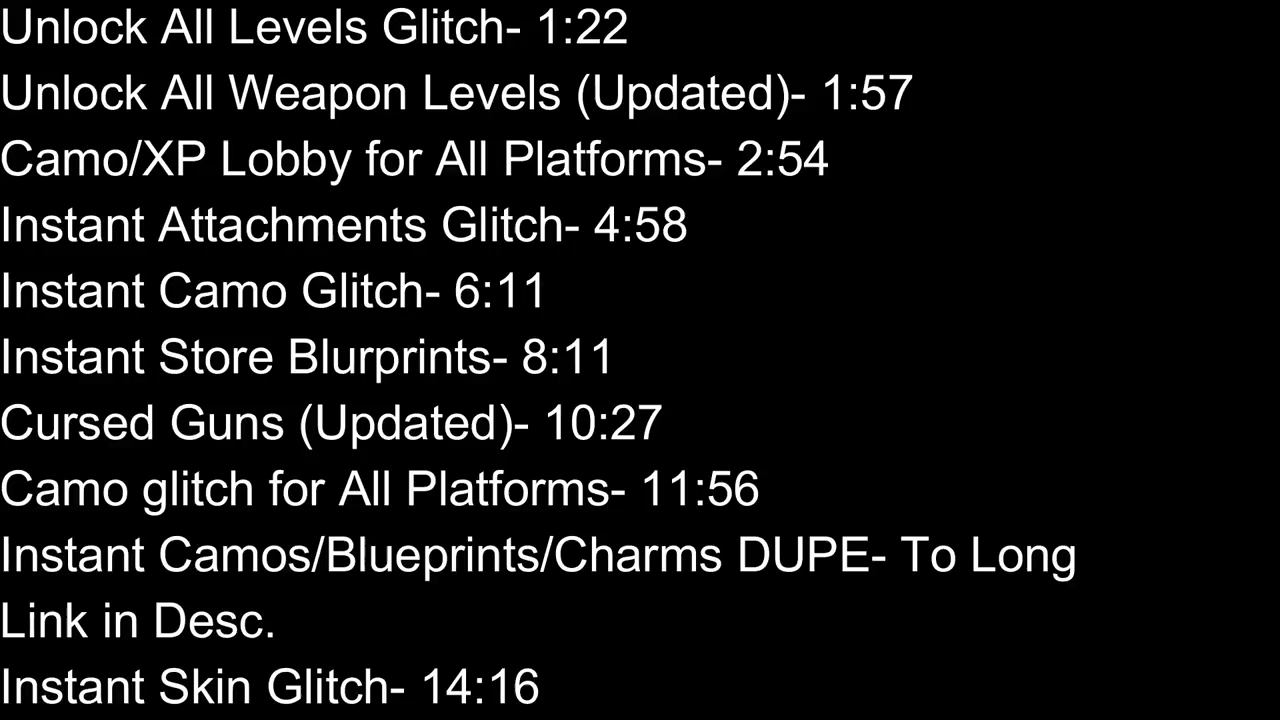 Unlock All Levels Glitch- 1:22
Unlock All Weapon Levels (Updated)- 1:57
Camo/XP Lobby for All Platforms- 2:54
Instant Attachments Glitch- 4:58
Instant Camo Glitch- 6:11
Instant Store Blurprints- 8:11
Cursed Guns (Updated)- 10:27
Camo glitch for All Platforms- 11:56
Instant Camos/Blueprints/Charms DUPE- To Long
Link in Desc.
Instant Skin Glitch- 14:16